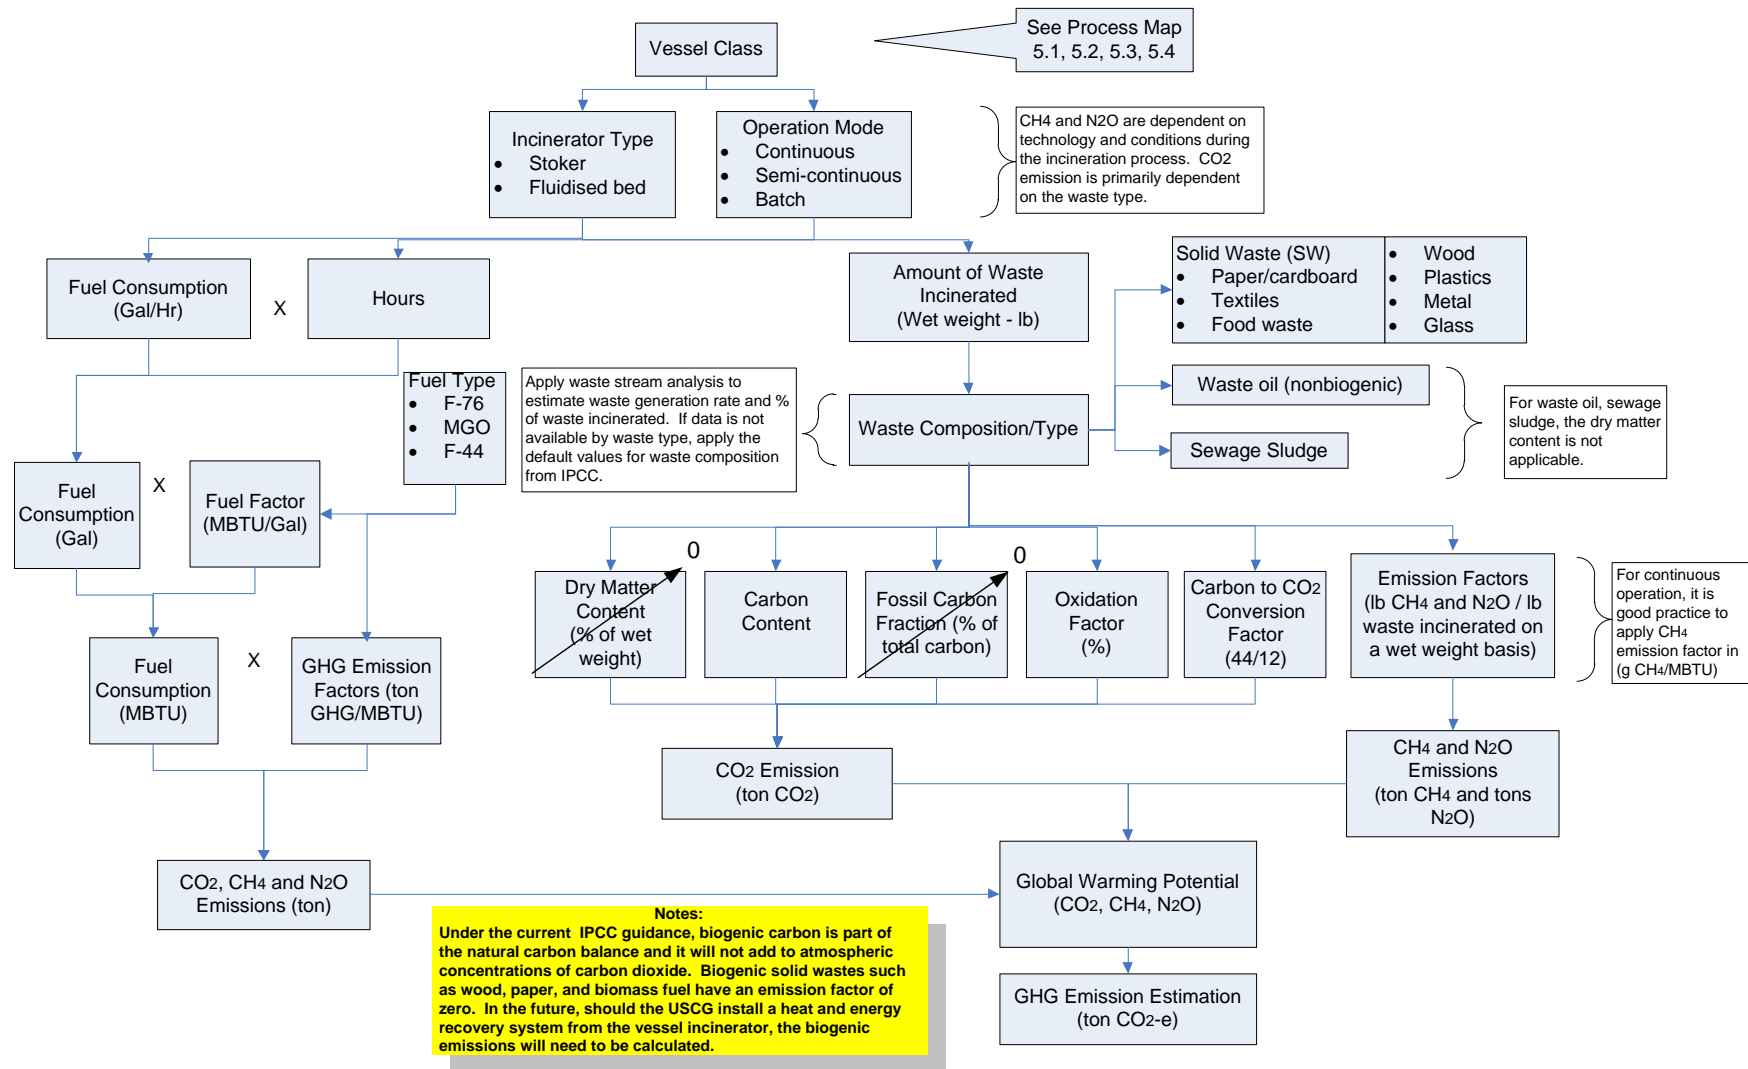 Vessel Class
See Process Map
5.1, 5.2, 5.3, 5.4
Incinerator Type
• Stoker
• Fluidised bed
Operation Mode
• Continuous
• Semi-continuous
• Batch
CH4 and N2O are dependent on
technology and conditions during
the incineration process. CO2
emission is primarily dependent
on the waste type.
Fuel Consumption
(Gal/Hr)
X
Hours
Amount of Waste
Incinerated
(Wet weight - lb)
Solid Waste (SW)
• Paper/cardboard
• Textiles
• Food waste
• Wood
• Plastics
• Metal
• Glass
Fuel Type
• F-76
• MGO
• F-44
Apply waste stream analysis to
estimate waste generation rate and %
of waste incinerated. If data is not
available by waste type, apply the
default values for waste composition
from IPCC.
Waste Composition/Type
Waste oil (nonbiogenic)
Sewage Sludge
For waste oil, sewage
sludge, the dry matter
content is not
applicable.
Fuel
Consumption
(Gal)
X
Fuel Factor
(MBTU/Gal)
0
0
Dry Matter
Content
(% of wet
weight)
Carbon
Content
Fossil Carbon
Fraction (% of
total carbon)
Oxidation
Factor
(%)
Carbon to CO2
Conversion
Factor
(44/12)
Emission Factors
(lb CH4 and N2O / lb
waste incinerated on
a wet weight basis)
For continuous
operation, it is
good practice to
apply CH4
emission factor in
(g CH4/MBTU)
Fuel
Consumption
(MBTU)
X
GHG Emission
Factors (ton
GHG/MBTU)
CO2 Emission
(ton CO2)
CH4 and N2O
Emissions
(ton CH4 and tons
N2O)
CO2, CH4 and N2O
Emissions (ton)
Global Warming Potential
(CO2, CH4, N2O)
Notes:
Under the current IPCC guidance, biogenic carbon is part of
the natural carbon balance and it will not add to atmospheric
concentrations of carbon dioxide. Biogenic solid wastes such
as wood, paper, and biomass fuel have an emission factor of
zero. In the future, should the USCG install a heat and energy
recovery system from the vessel incinerator, the biogenic
emissions will need to be calculated.
GHG Emission Estimation
(ton CO2-e)